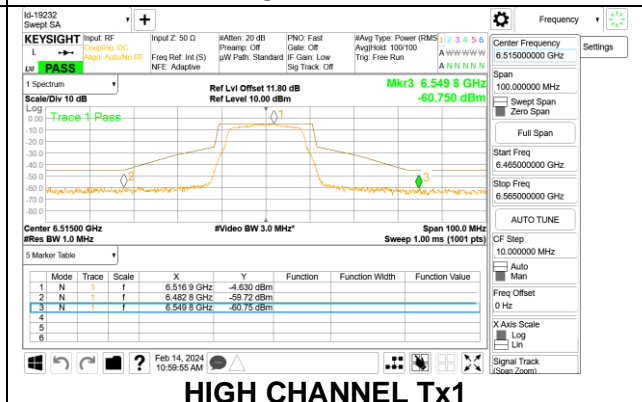 Id-19232
Swept SA
+
Frequency
KEYSIGHT
Input: RF
Input Z: 50 Ω
#Atten: 20 dB
PNO: Fast
#Avg Type: Power (RMS
1 2 3 4 5 6
L
Coupling: DC
Preamp: Off
Gate: Off
Avg|Hold: 100/100
A W W W W W
Align: Auto/No RF
Freq Ref: Int (S)
µW Path: Standard
IF Gain: Low
Trig: Free Run
LXI
PASS
NFE: Adaptive
Sig Track: Off
A N N N N N
1 Spectrum
Ref Lvl Offset 11.80 dB
Mkr3 6.549 8 GHz
Scale/Div 10 dB
Ref Level 10.00 dBm
-60.750 dBm
Log
Trace 1 Pass
1
0.00
-10.0
-20.0
-30.0
-40.0
2
3
-50.0
-60.0
-70.0
-80.0
Center 6.51500 GHz
#Video BW 3.0 MHz*
Span 100.0 MHz
#Res BW 1.0 MHz
Sweep 1.00 ms (1001 pts)
5 Marker Table
Mode Trace Scale X Y Function Function Width Function Value
1 N 1 f 6.516 9 GHz -4.630 dBm
2 N 1 f 6.482 8 GHz -59.72 dBm
3 N 1 f 6.549 8 GHz -60.75 dBm
4
5
6
Center Frequency
6.515000000 GHz
Settings
Span
100.000000 MHz
Swept Span
Zero Span
Full Span
Start Freq
6.465000000 GHz
Stop Freq
6.565000000 GHz
AUTO TUNE
CF Step
10.000000 MHz
Auto
Man
Freq Offset
0 Hz
X Axis Scale
Log
Lin
Signal Track
(Span Zoom)
?
Feb 14, 2024
10:59:55 AM
HIGH CHANNEL Tx1